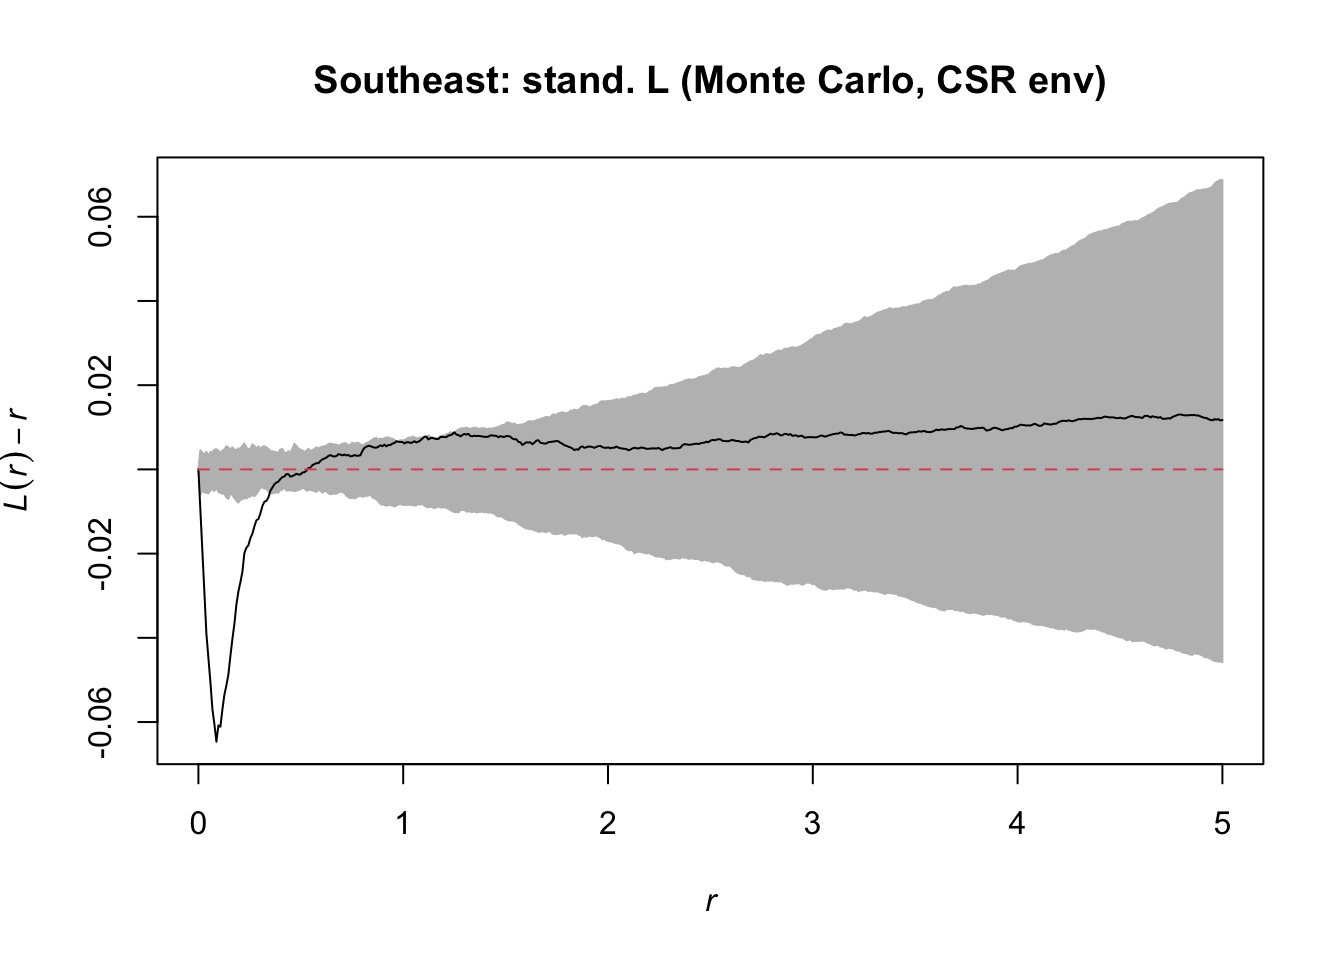 Southeast: stand. L (Monte Carlo, CSR env)
L(r) − r
0.06
0.02
-0.02
-0.06
0 1 2 3 4 5
r